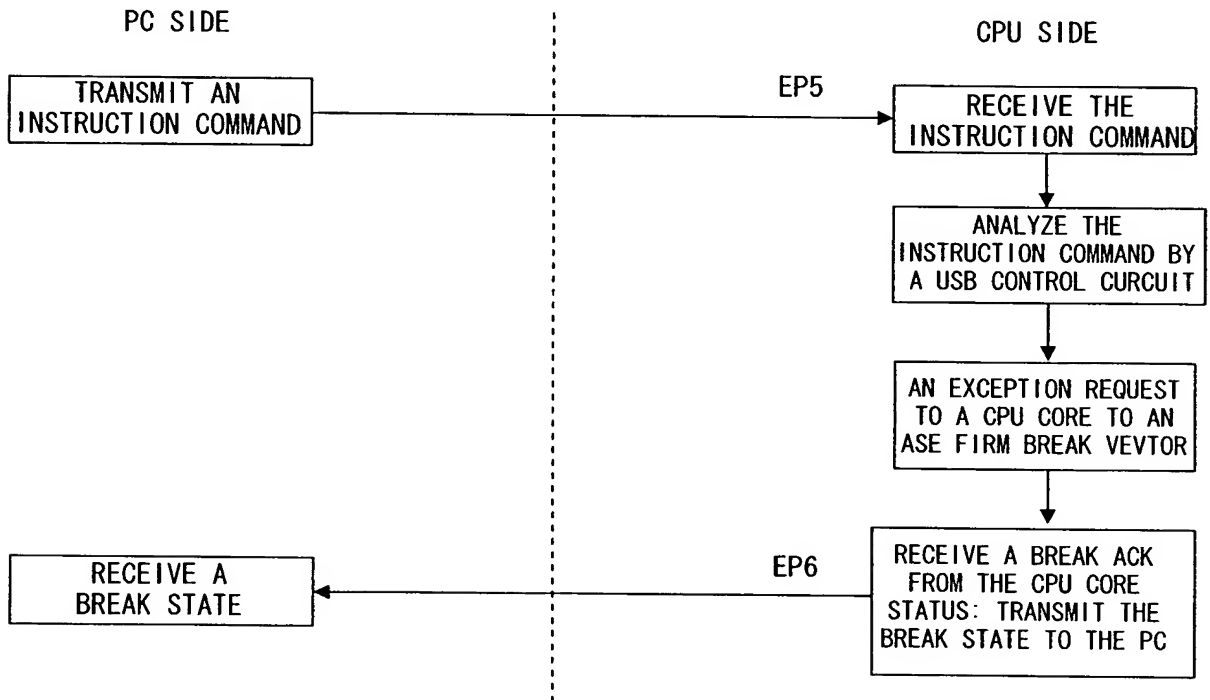 PC SIDE
CPU SIDE
TRANSMIT AN
INSTRUCTION COMMAND
EP5
RECEIVE THE
INSTRUCTION COMMAND
ANALYZE THE
INSTRUCTION COMMAND BY
A USB CONTROL CURCUIT
AN EXCEPTION REQUEST
TO A CPU CORE TO AN
ASE FIRM BREAK VEVTOR
RECEIVE A BREAK ACK
FROM THE CPU CORE
STATUS: TRANSMIT THE
BREAK STATE TO THE PC
EP6
RECEIVE A
BREAK STATE